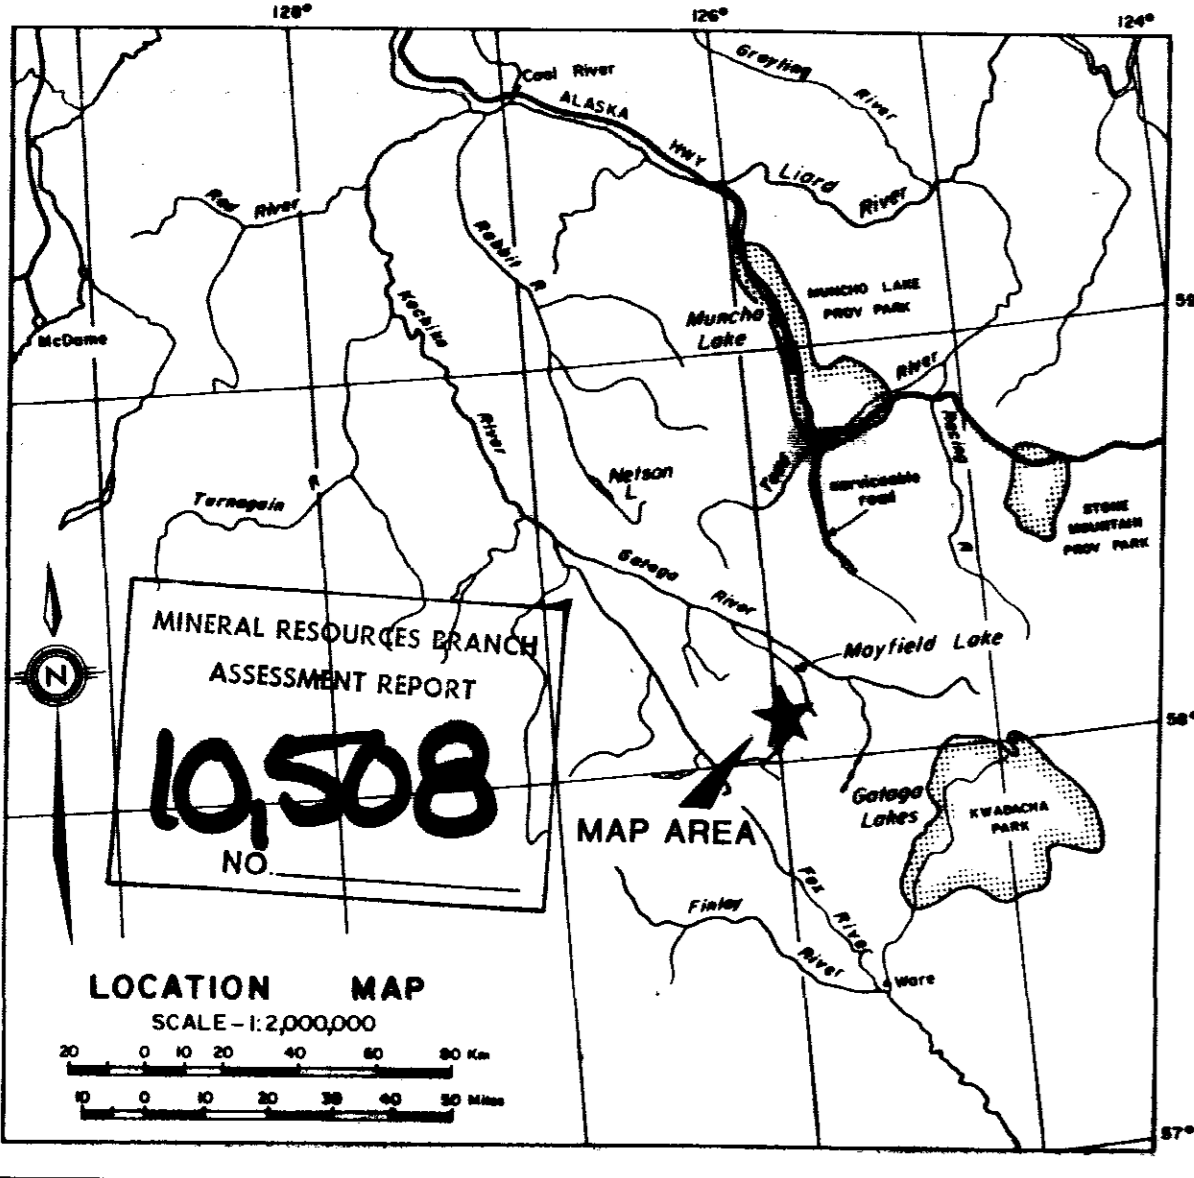 128°
126°
124°
Coal River
Grayling
River
ALASKA
HWY
Liard
River
Red River
Rabbit R
MUNCHO LAKE
PROV PARK
59
Muncho
Lake
Kechika
River
McDame
River
Racing
R
Netson
L
serviceable
road
STONE
MOUNTAIN
PROV PARK
Turnagain R
Gataga
River
MINERAL RESOURCES BRANCH
ASSESSMENT REPORT
10,508
NO.
N
Mayfield Lake
58°
MAP AREA
Gataga
Lakes
KWADACHA
PARK
Fox
River
Finlay
River
Ware
LOCATION MAP
SCALE - 1: 2,000,000
20 0 10 20 40 60 80 Km
10 0 10 20 30 40 50 Miles
57°